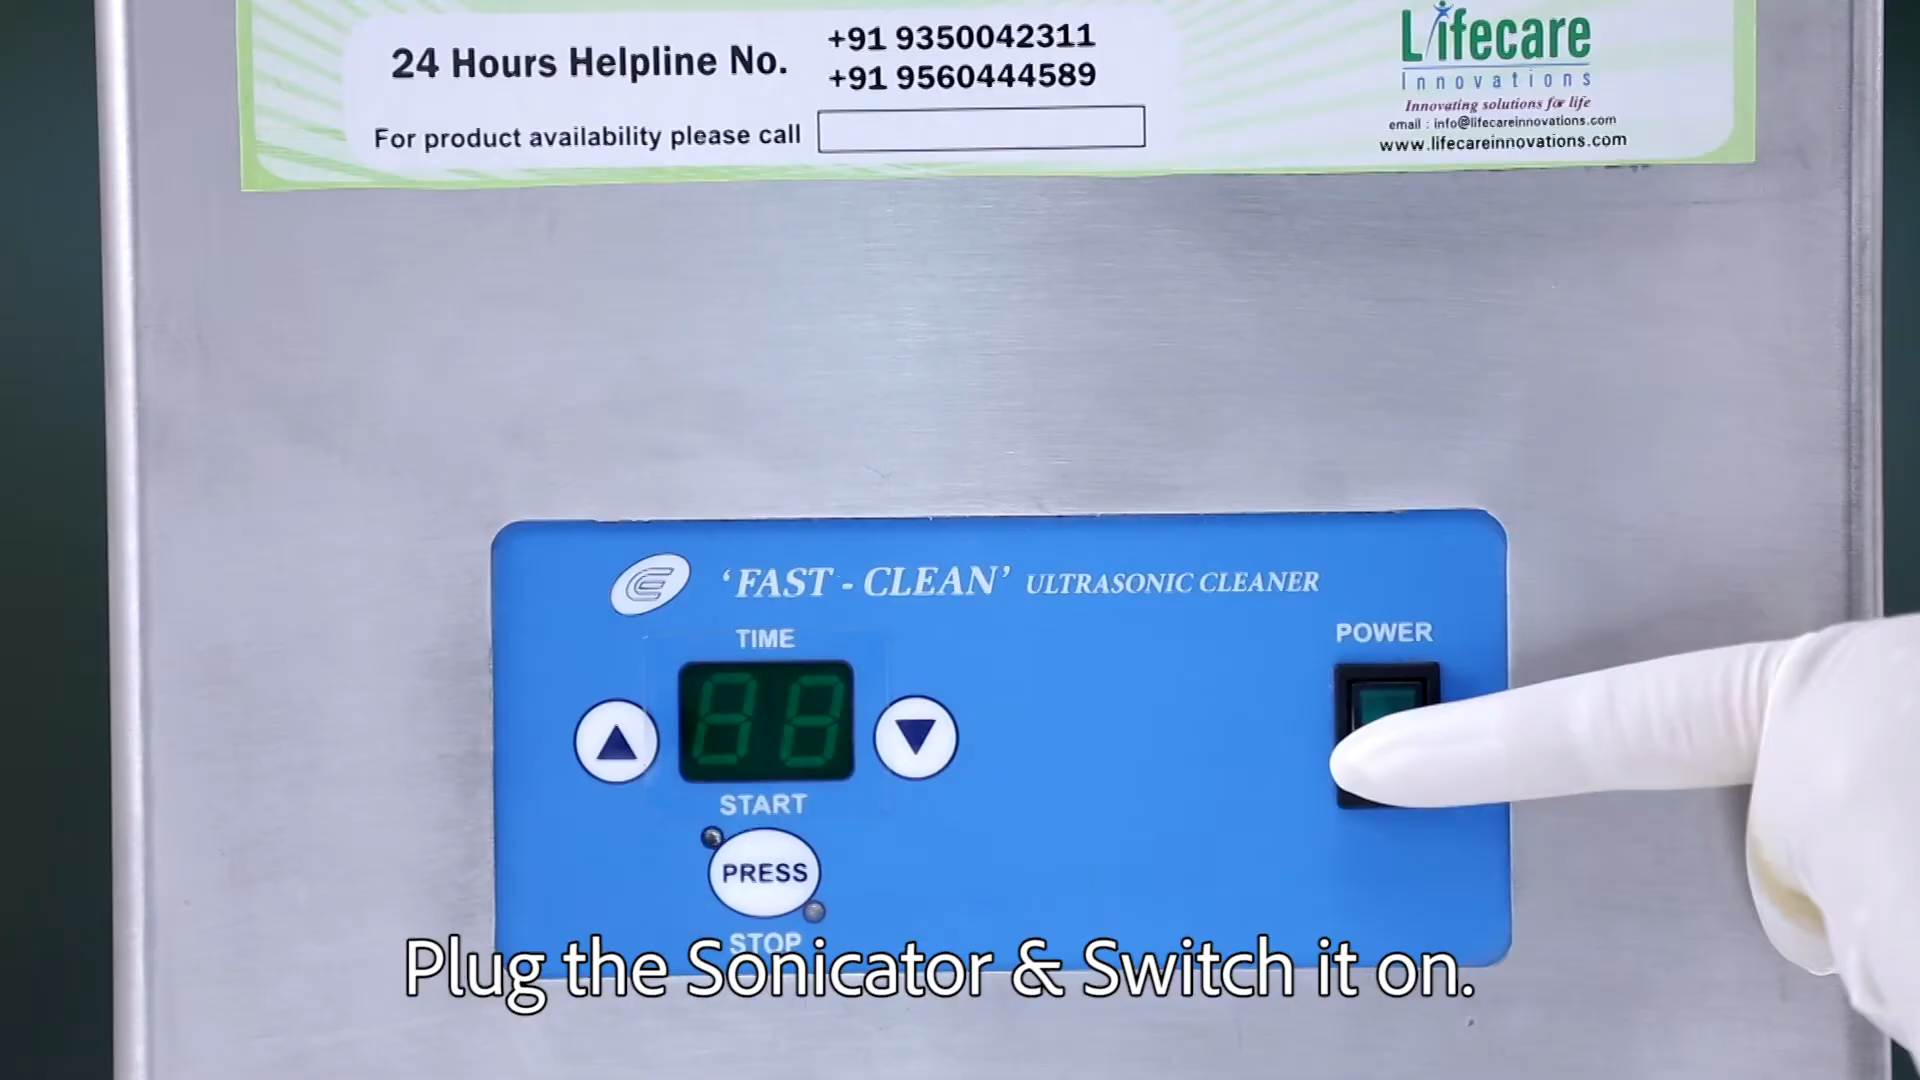 24 Hours Helpline No.
+91 9350042311
+91 9560444589
For product availability please call
Lifecare
Innovations
Innovating solutions for life
email : info@lifecareinnovations.com
www.lifecareinnovations.com
'FAST - CLEAN' ULTRASONIC CLEANER
TIME
POWER
START
PRESS
STOP
Plug the Sonicator & Switch it on.